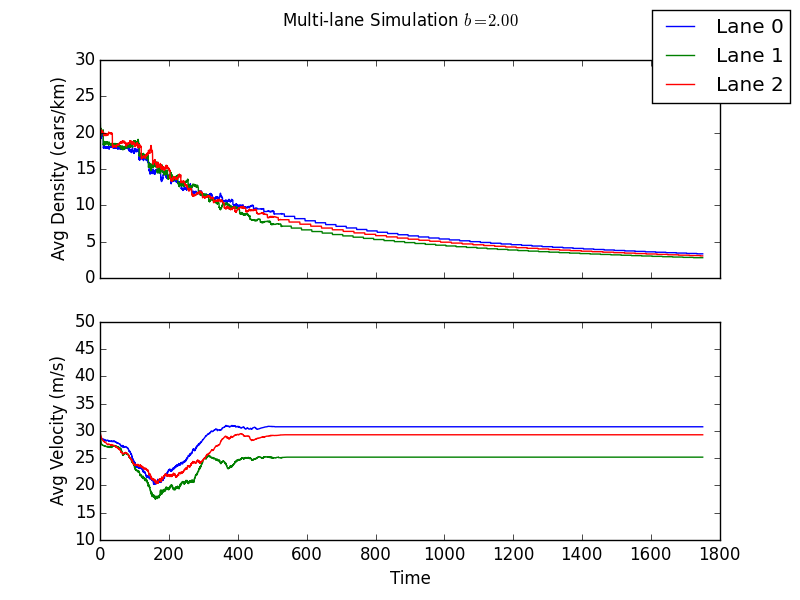 Multi-lane Simulation b = 2.00
Lane 0
Lane 1
Lane 2
30
25
20
15
10
5
0
Avg Density (cars/km)
50
45
40
35
30
25
20
15
10
Avg Velocity (m/s)
0 200 400 600 800 1000 1200 1400 1600 1800
Time